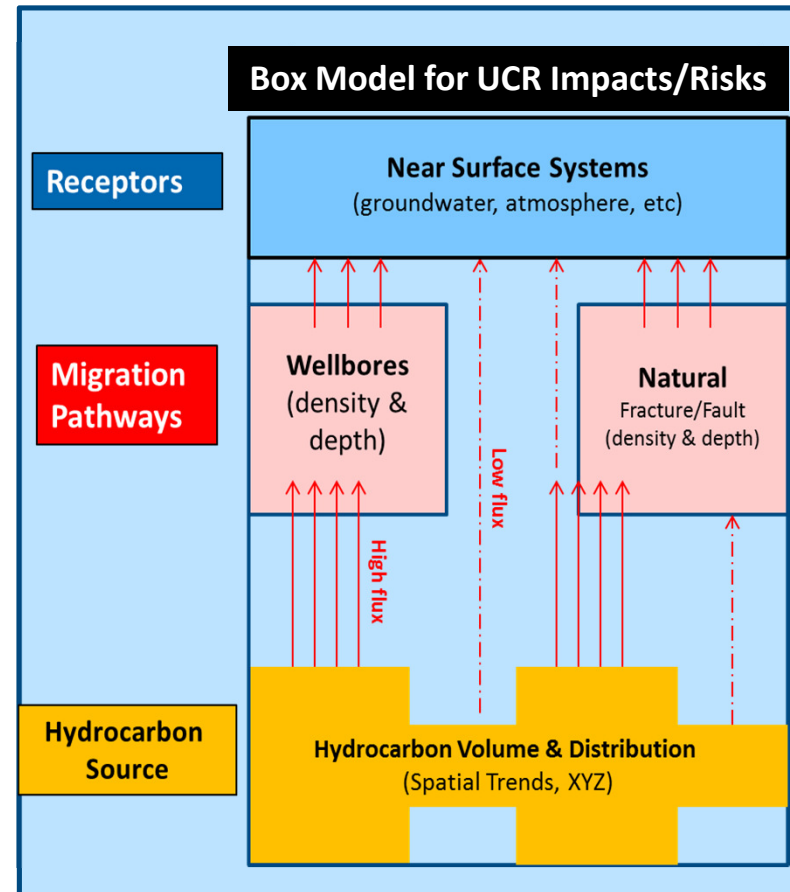 Box Model for UCR Impacts/Risks
Receptors
Near Surface Systems
(groundwater, atmosphere, etc)
Migration
Pathways
Wellbores
(density &
depth)
Natural
Fracture/Fault
(density & depth)
Low flux
High flux
Hydrocarbon
Source
Hydrocarbon Volume & Distribution
(Spatial Trends, XYZ)